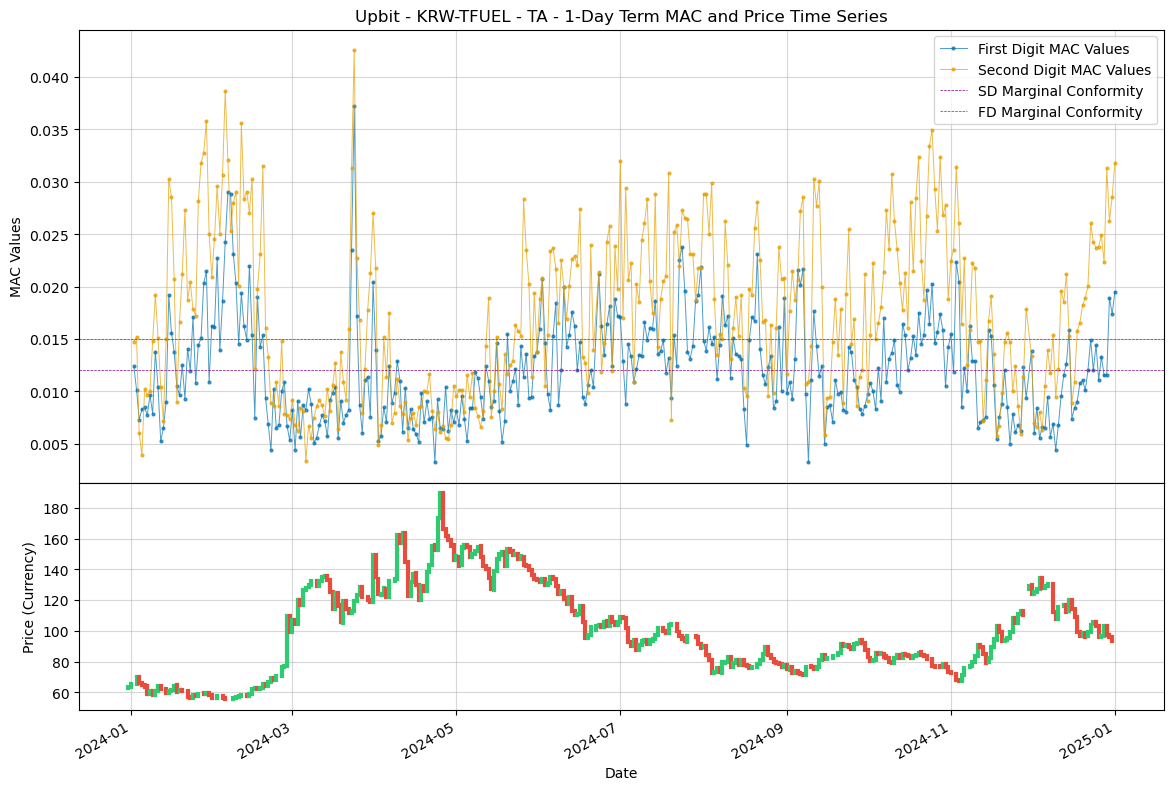 Upbit - KRW-TFUEL - TA - 1-Day Term MAC and Price Time Series
First Digit MAC Values
Second Digit MAC Values
SD Marginal Conformity
FD Marginal Conformity
MAC Values
0.040
0.035
0.030
0.025
0.020
0.015
0.010
0.005
Price (Currency)
180
160
140
120
100
80
60
2024-01
2024-03
2024-05
2024-07
2024-09
2024-11
2025-01
Date